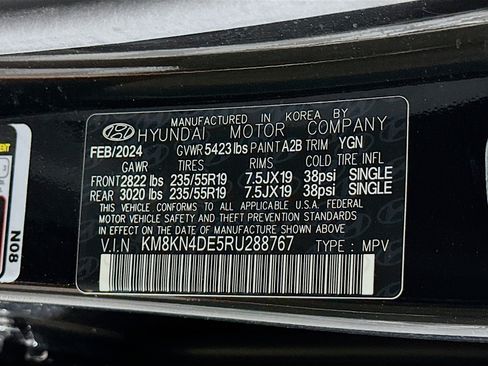 MANUFACTURED IN KOREA BY
HYUNDAI MOTOR COMPANY
FEB/2024 GVWR 5423 lbs PAINT A2B TRIM YGN
GAWR TIRES RIMS COLD TIRE INFL
FRONT 2822 lbs 235/55R19 7.5JX19 38psi SINGLE
REAR 3020 lbs 235/55R19 7.5JX19 38psi SINGLE
THIS VEHICLE CONFORMS TO ALL APPLICABLE U.S.A. FEDERAL
MOTOR VEHICLE SAFETY, BUMPER, AND THEFT PREVENTION
STANDARDS IN EFFECT ON THE DATE OF MANUFACTURE SHOWN ABOVE.
V.I.N KM8KN4DE5RU288767 TYPE : MPV
N08